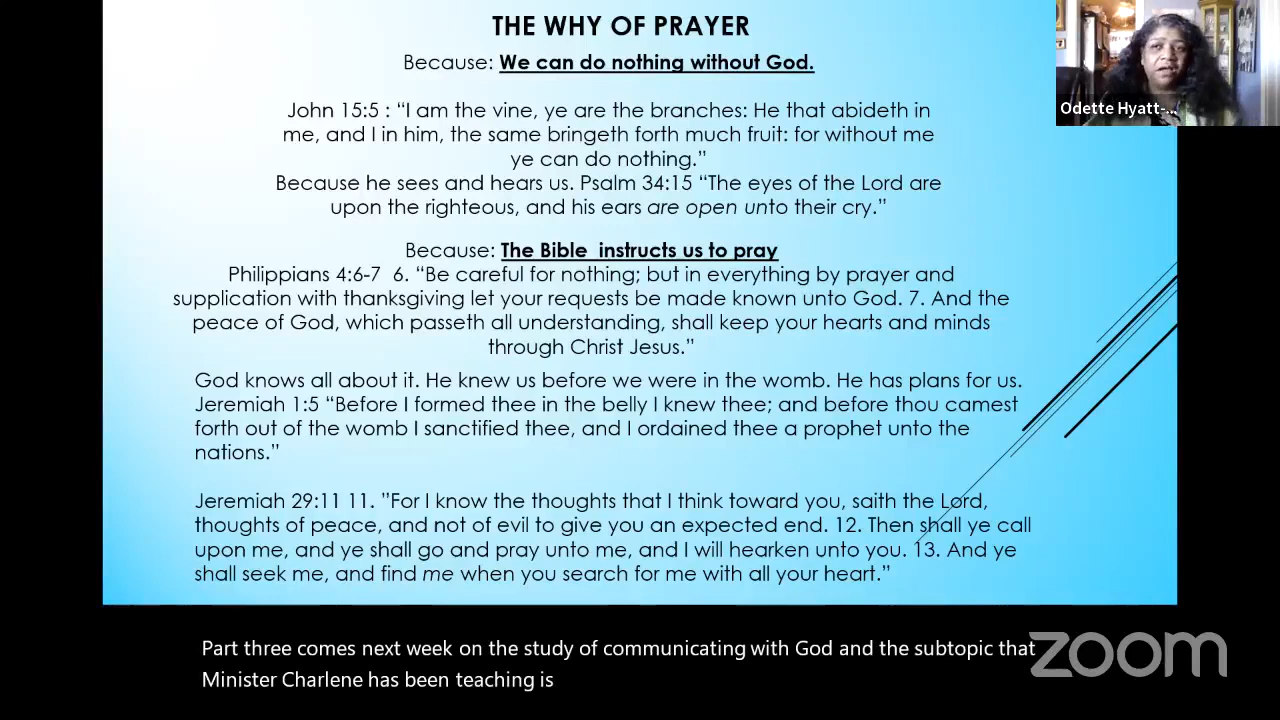 THE WHY OF PRAYER
Because: We can do nothing without God.
John 15:5 : “I am the vine, ye are the branches: He that abideth in
me, and I in him, the same bringeth forth much fruit: for without me
ye can do nothing.”
Because he sees and hears us. Psalm 34:15 “The eyes of the Lord are
upon the righteous, and his ears are open unto their cry.”
Because: The Bible instructs us to pray
Philippians 4:6-7 6. “Be careful for nothing; but in everything by prayer and
supplication with thanksgiving let your requests be made known unto God. 7. And the
peace of God, which passeth all understanding, shall keep your hearts and minds
through Christ Jesus.”
God knows all about it. He knew us before we were in the womb. He has plans for us.
Jeremiah 1:5 “Before I formed thee in the belly I knew thee; and before thou camest
forth out of the womb I sanctified thee, and I ordained thee a prophet unto the
nations.”
Jeremiah 29:11 11. ”For I know the thoughts that I think toward you, saith the Lord,
thoughts of peace, and not of evil to give you an expected end. 12. Then shall ye call
upon me, and ye shall go and pray unto me, and I will hearken unto you. 13. And ye
shall seek me, and find me when you search for me with all your heart.”
Odette Hyatt-...
Part three comes next week on the study of communicating with God and the subtopic that
Minister Charlene has been teaching is
zoom